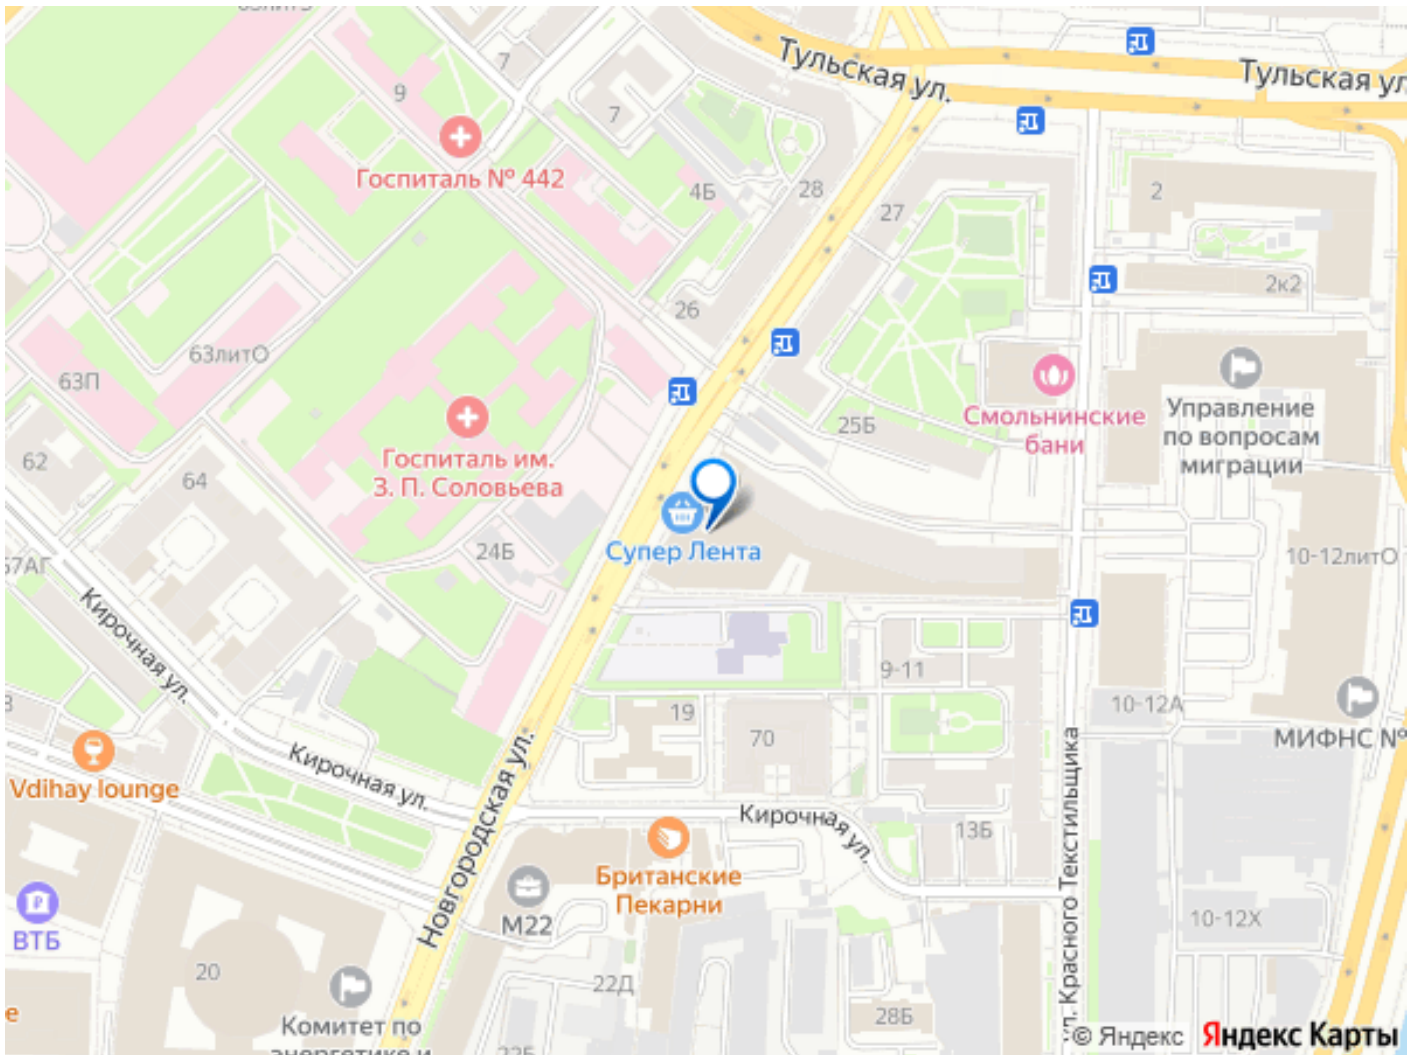 7
Тульская ул.
Тульская ул
9
7
Госпиталь № 442
4Б
28
27
2
26
2к2
63литО
63П
Смольнинские
бани
Управление
по вопросам
миграции
25Б
62
64
Госпиталь им.
З. П. Соловьева
24Б
Супер Лента
10-12литО
57АГ
Кирочная ул.
9-11
19
70
10-12А
МИФНС №
Vdihay lounge
Кирочная ул.
Новгородская ул.
Кирочная ул.
13Б
ул. Красного Текстильщика
Британские
Пекарни
М22
ВТБ
10-12Х
20
22Д
28Б
Комитет по
энергетике и
22Б
© Яндекс
Яндекс Карты